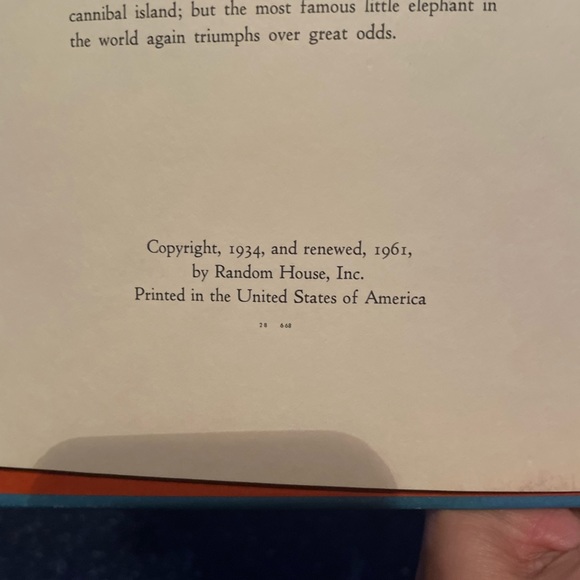 cannibal island; but the most famous little elephant in
the world again triumphs over great odds.
Copyright, 1934, and renewed, 1961,
by Random House, Inc.
Printed in the United States of America